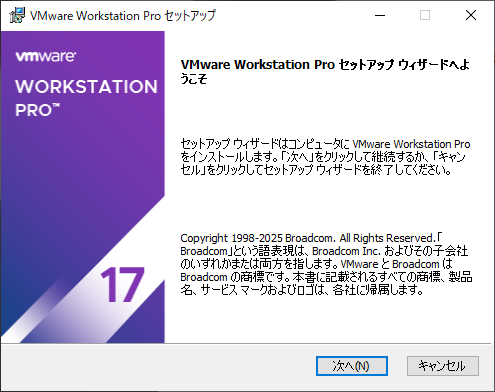 VMware Workstation Pro セットアップ
vmware®
WORKSTATION
PRO™
17
VMware Workstation Pro セットアップ ウィザードへよ
うこそ
セットアップ ウィザードはコンピュータに VMware Workstation Pro
をインストールします。「次へ」をクリックして継続するか、「キャン
セル」をクリックしてセットアップ ウィザードを終了してください。
Copyright 1998-2025 Broadcom. All Rights Reserved.「
Broadcom」という語表現は、Broadcom Inc. およびその子会社
のいずれかまたは両方を指します。VMware と Broadcom は
Broadcom の商標です。本書に記載されるすべての商標、製品
名、サービス マークおよびロゴは、各社に帰属します。
次へ(N)
キャンセル